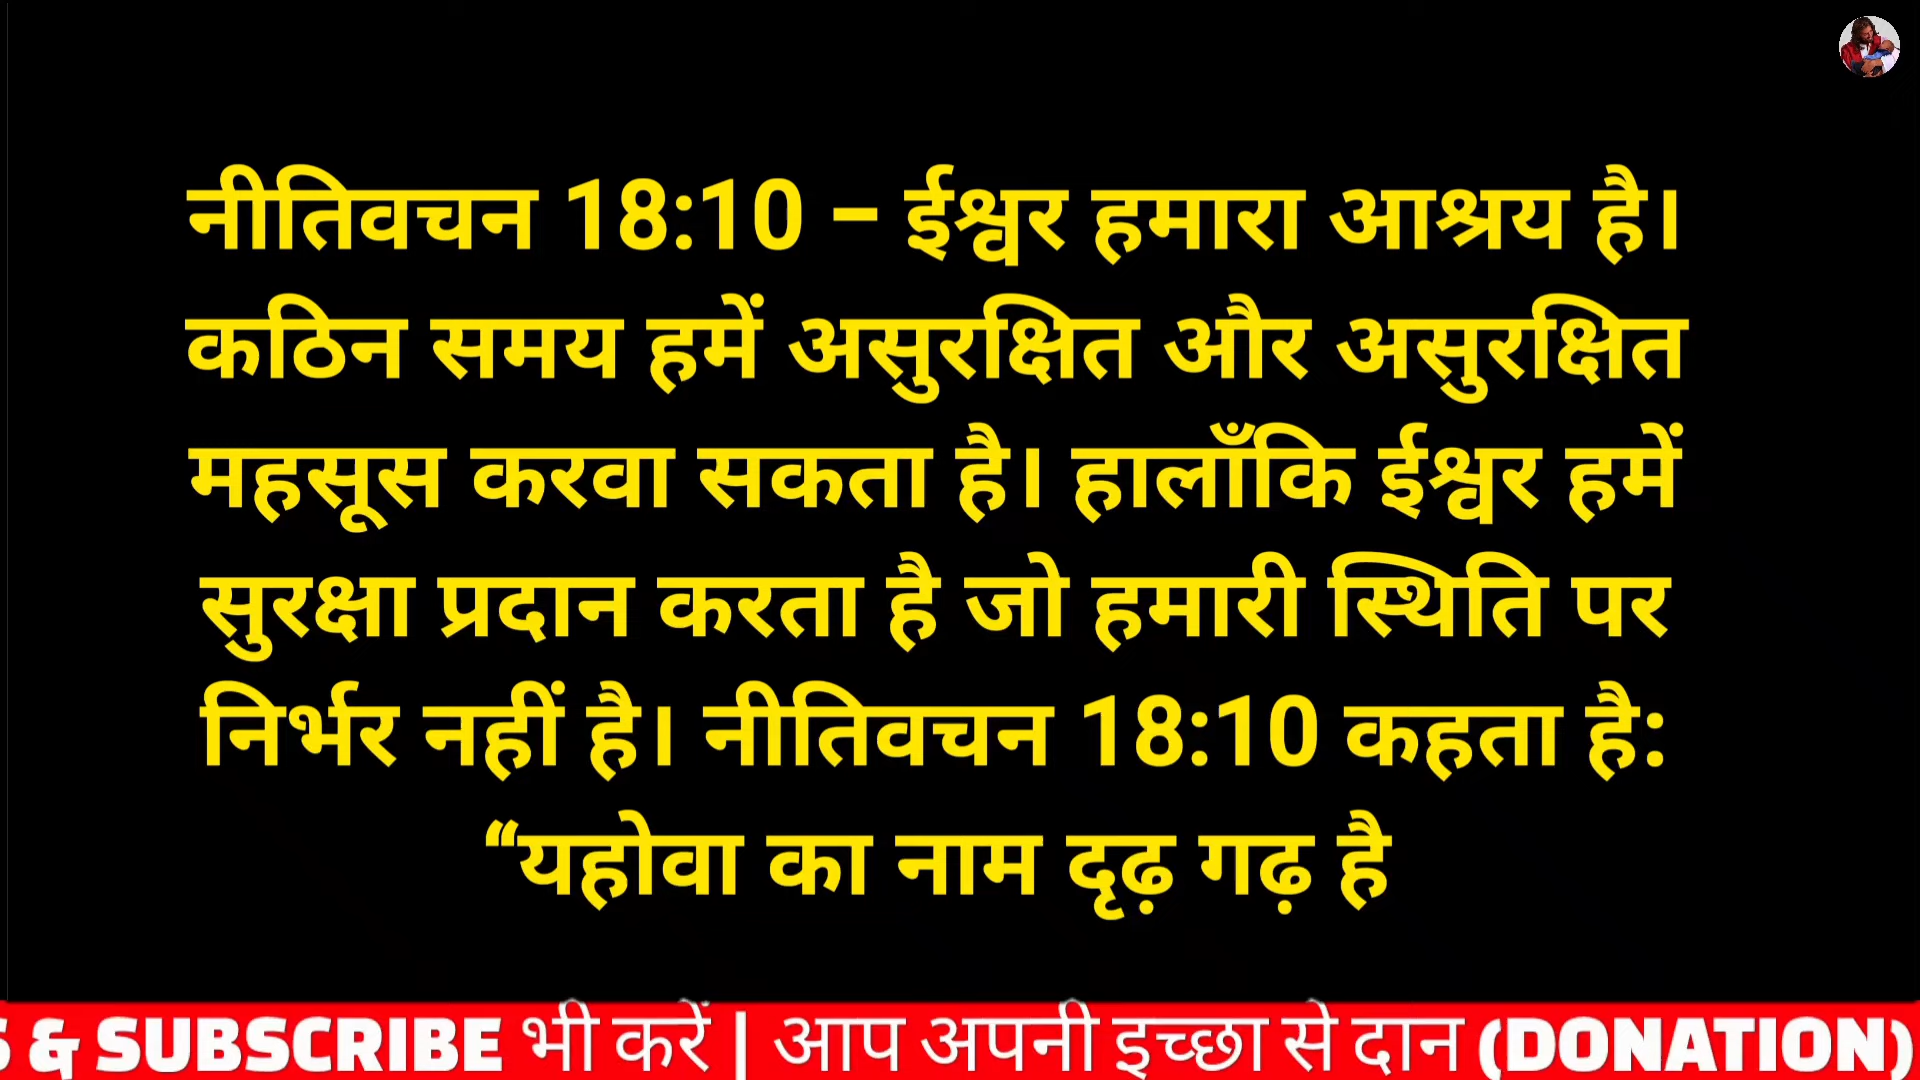 नीतिवचन 18:10 – ईश्वर हमारा आश्रय है।
कठिन समय हमें असुरक्षित और असुरक्षित
महसूस करवा सकता है। हालाँकि ईश्वर हमें
सुरक्षा प्रदान करता है जो हमारी स्थिति पर
निर्भर नहीं है। नीतिवचन 18:10 कहता है:
“यहोवा का नाम दृढ़ गढ़ है
& SUBSCRIBE भी करें | आप अपनी इच्छा से दान (DONATION)